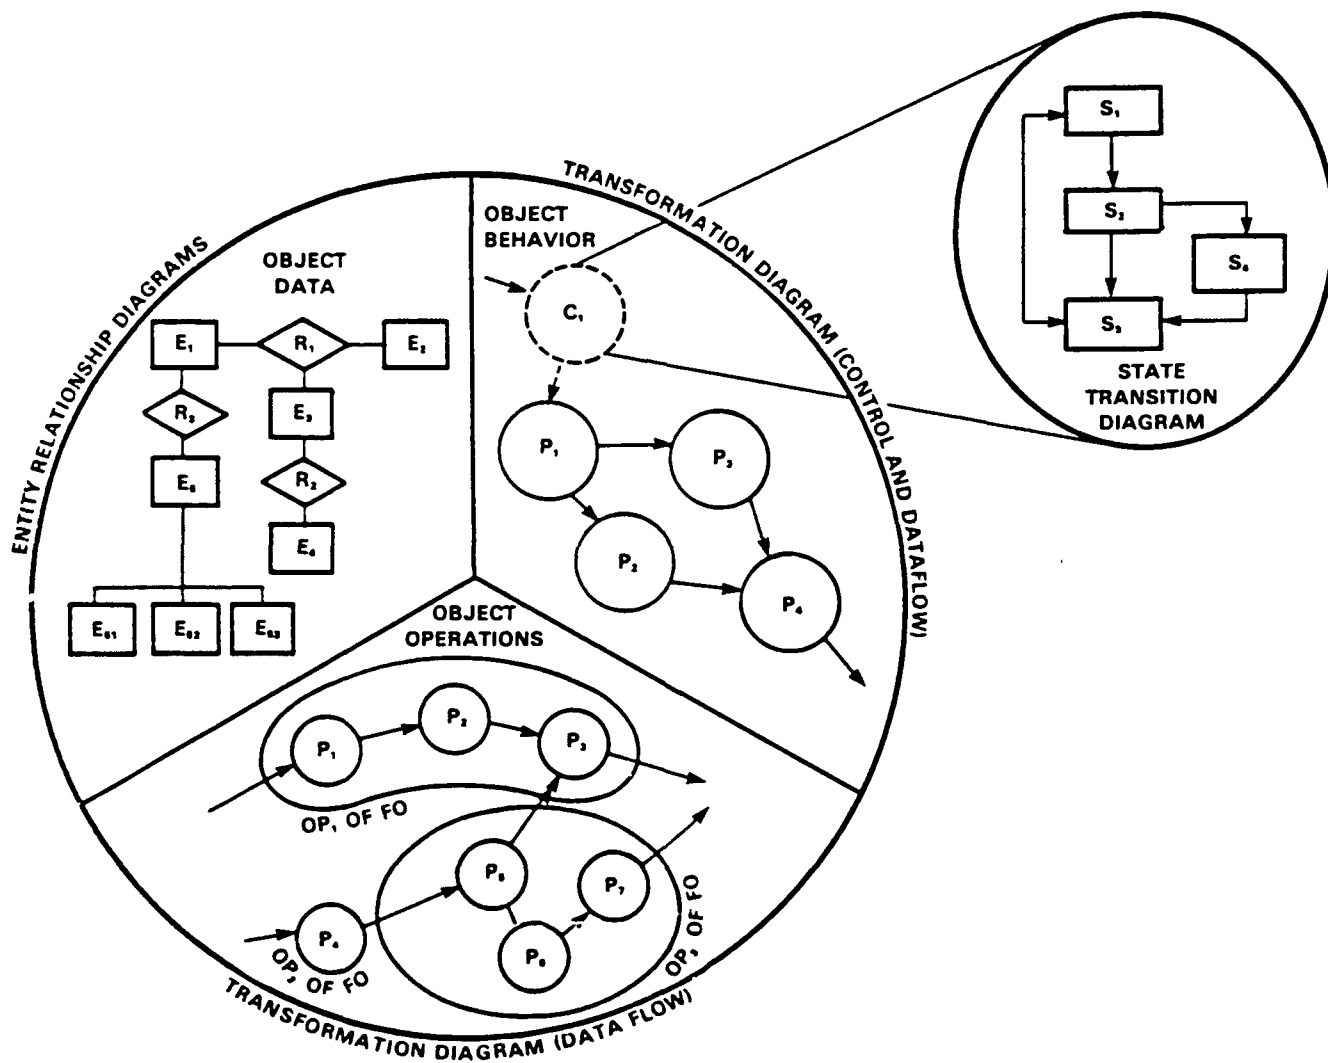 ENTITY RELATIONSHIP DIAGRAMS
OBJECT
DATA
E₁
R₁
E₂
R₃
E₃
E₅
R₂
E₄
E₅₁
E₅₂
E₅₃
TRANSFORMATION DIAGRAM (CONTROL AND DATAFLOW)
OBJECT
BEHAVIOR
C₁
P₁
P₃
P₂
P₄
S₁
S₂
S₄
S₃
STATE
TRANSITION
DIAGRAM
OBJECT
OPERATIONS
P₁
P₂
P₃
OP₁ OF FO
P₅
P₇
P₄
P₆
OP₂ OF FO
OP₃ OF FO
TRANSFORMATION DIAGRAM (DATA FLOW)